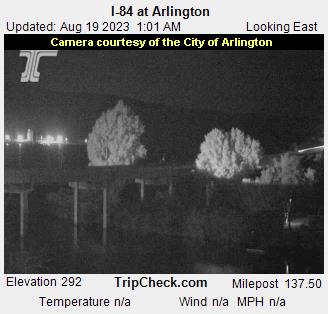 I-84 at Arlington
Updated: Aug 19 2023 1:01 AM Looking East
Camera courtesy of the City of Arlington
Elevation 292 TripCheck.com Milepost 137.50
Temperature n/a Wind n/a MPH n/a